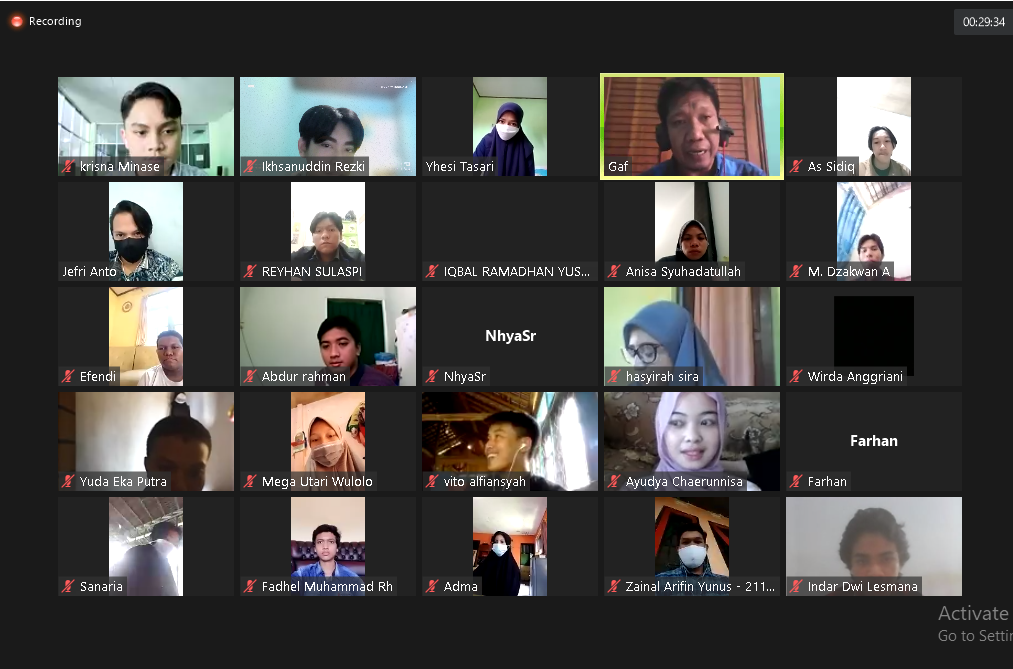 Recording
00:29:34
krisna Minase
Ikhsanuddin Rezki
Yhesi Tasari
Gaf
As Sidiq
Jefri Anto
REYHAN SULASPI
IQBAL RAMADHAN YUS...
Anisa Syuhadatullah
M. Dzakwan A
Efendi
Abdur rahman
NhyaSr
NhyaSr
hasyirah sira
Wirda Anggriani
Yuda Eka Putra
Mega Utari Wulolo
vito alfiansyah
Ayudya Chaerunnisa
Farhan
Farhan
Sanaria
Fadhel Muhammad Rh
Adma
Zainal Arifin Yunus - 211...
Indar Dwi Lesmana
Activate
Go to Settin